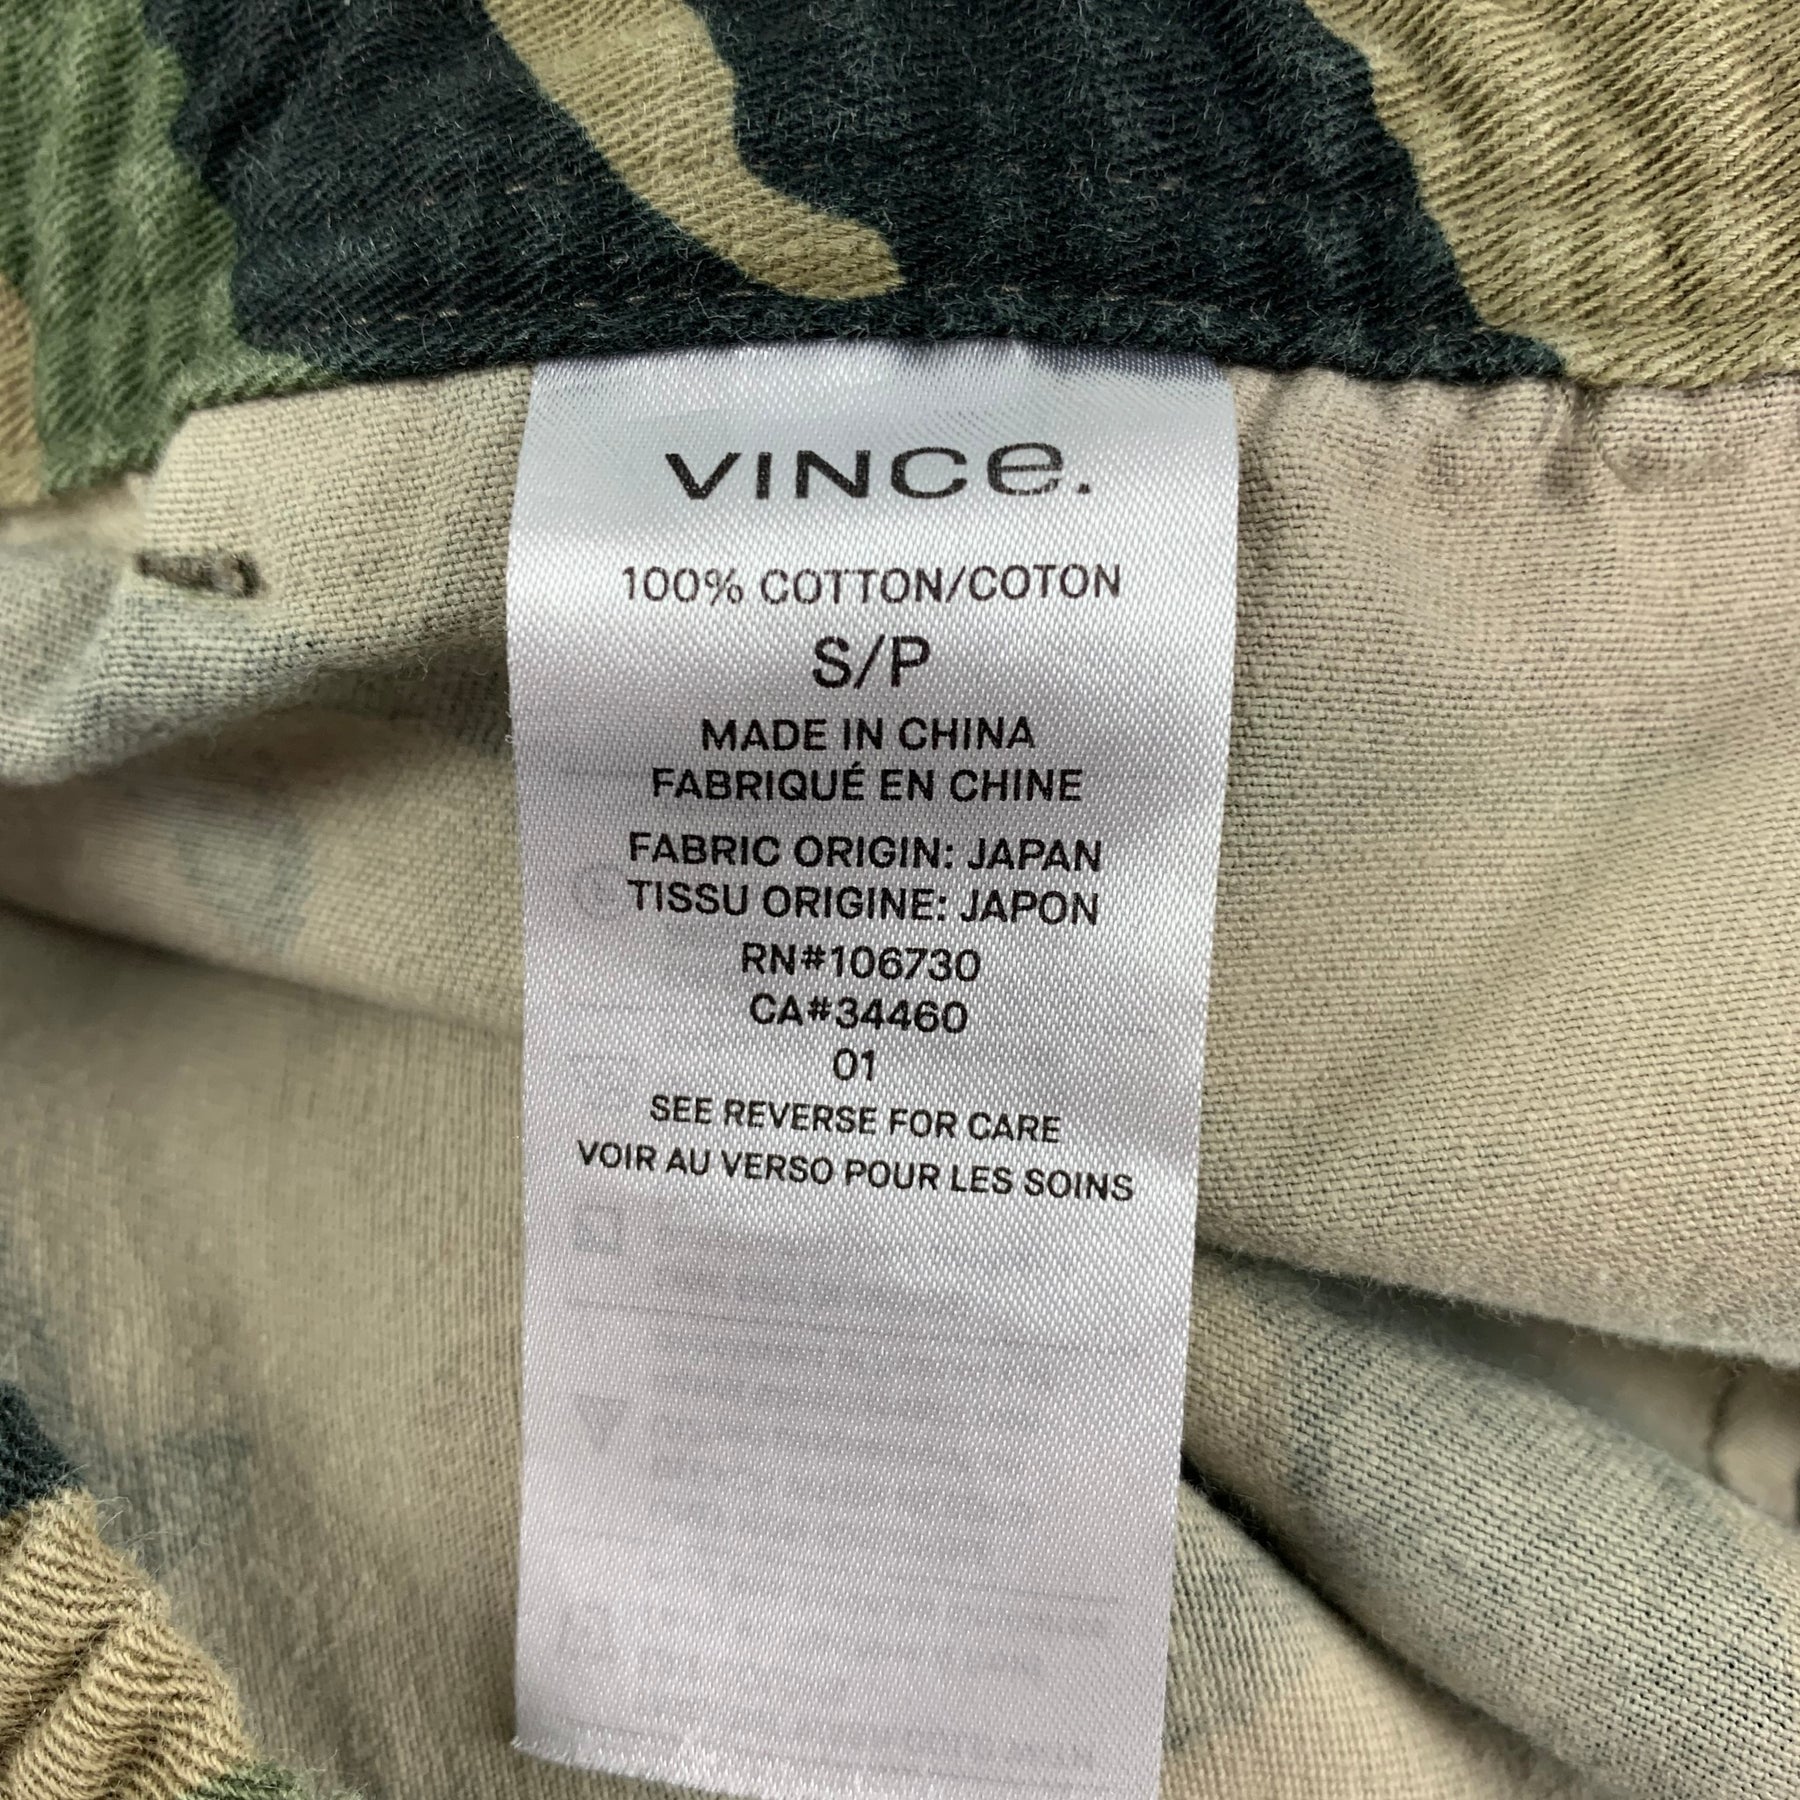 VINCe.
100% COTTON/COTON
S/P
MADE IN CHINA
FABRIQUÉ EN CHINE
FABRIC ORIGIN: JAPAN
TISSU ORIGINE: JAPON
RN#106730
CA#34460
01
SEE REVERSE FOR CARE
VOIR AU VERSO POUR LES SOINS